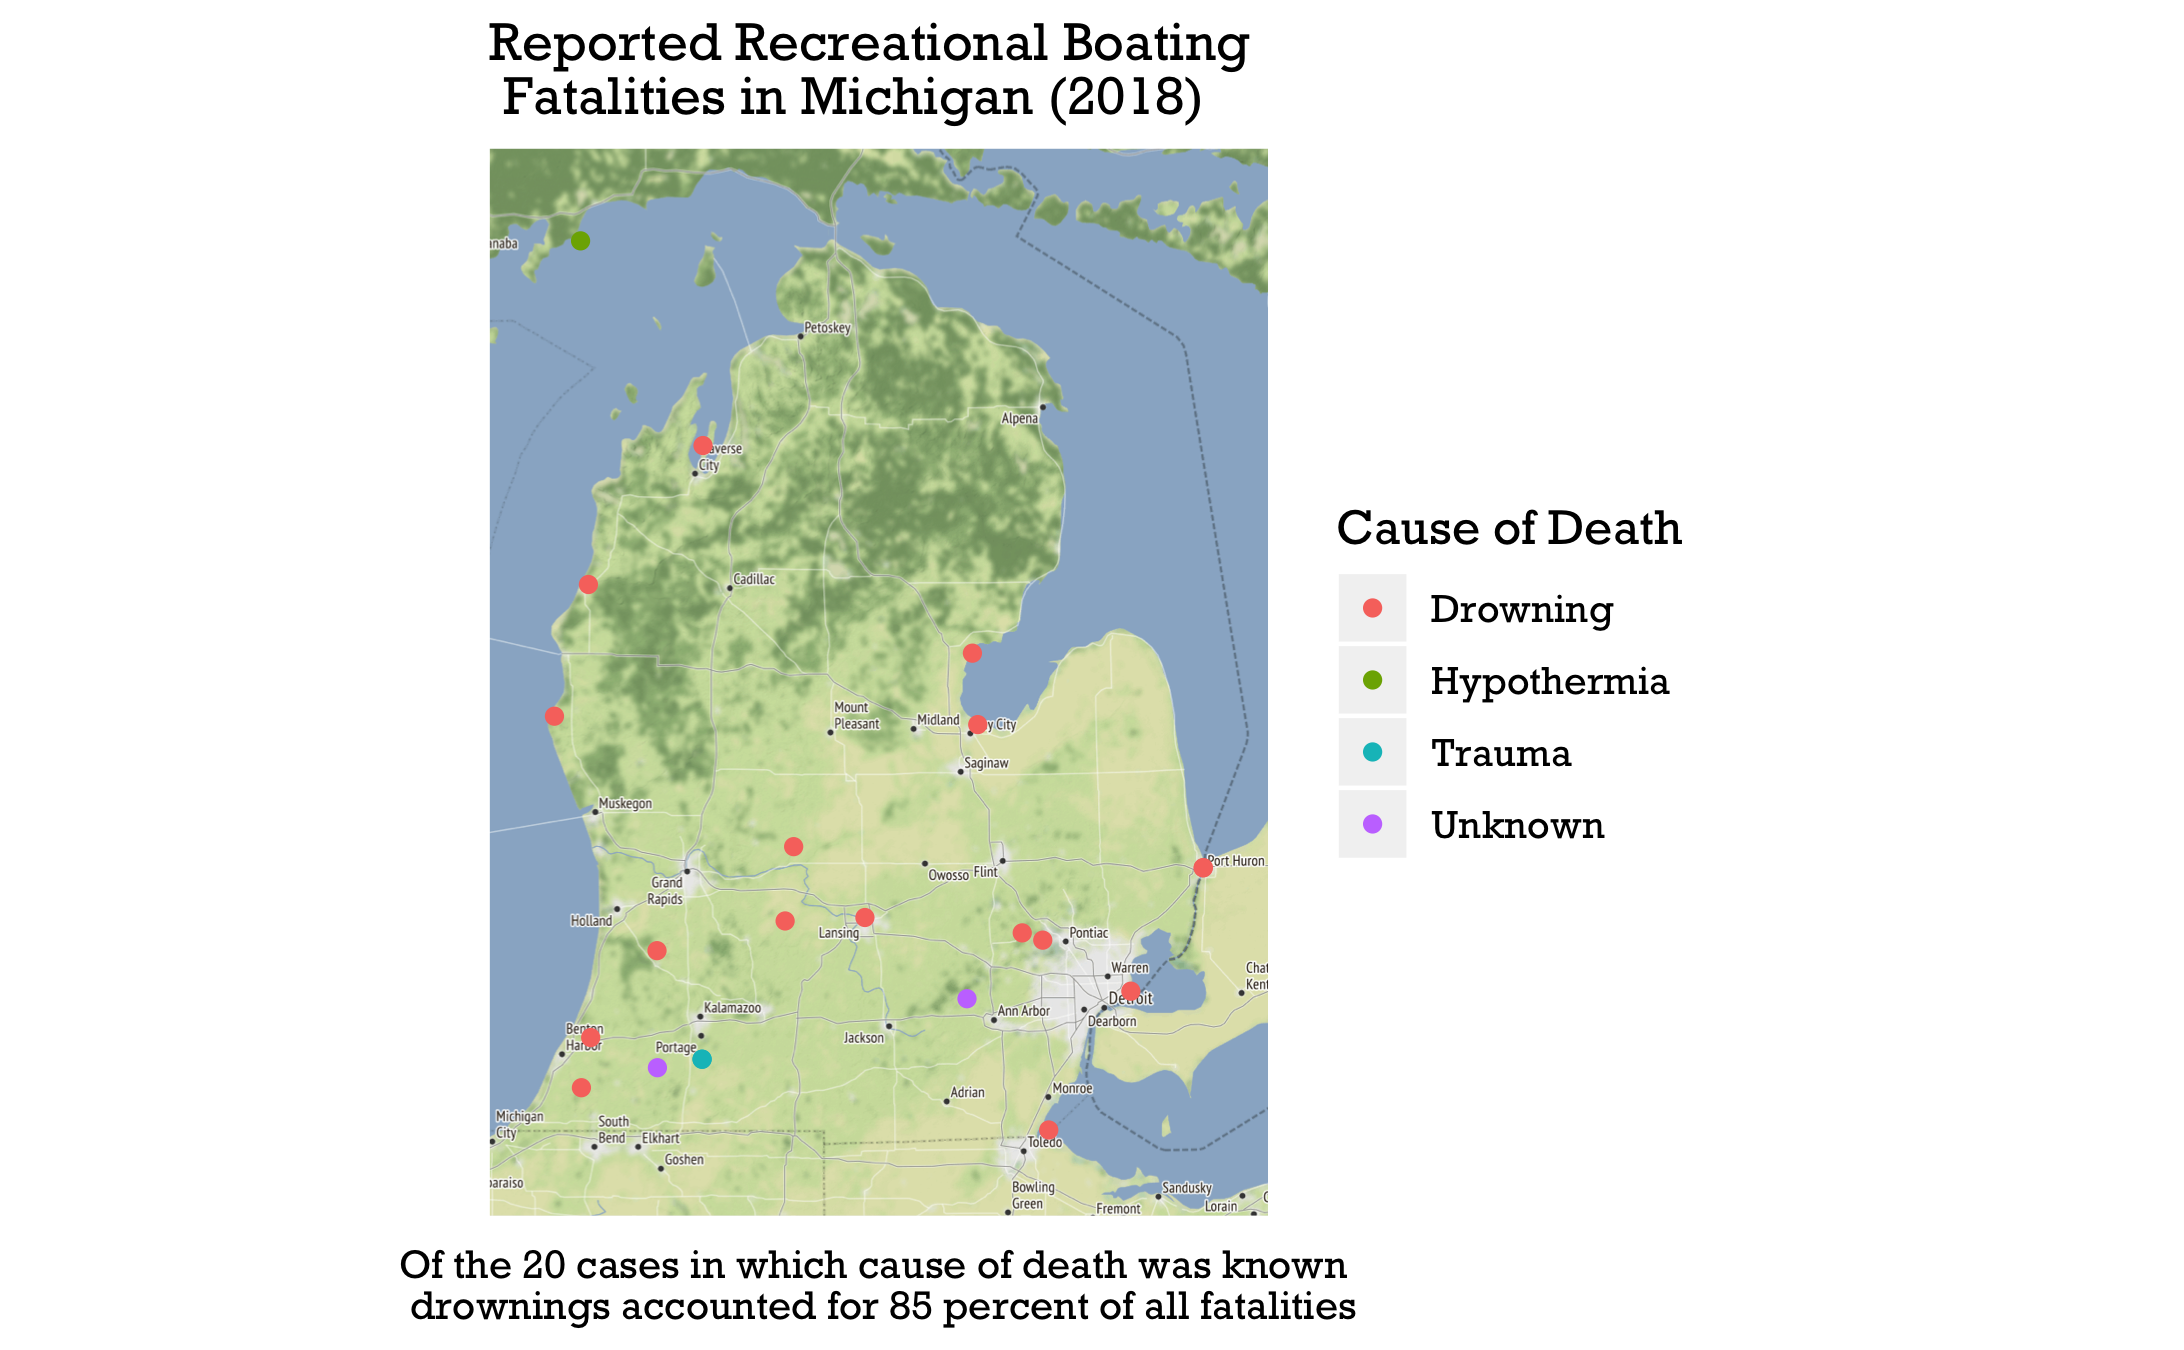 Reported Recreational Boating
Fatalities in Michigan (2018)
Petoskey
Alpena
City
Cadillac
Mount
Pleasant
Midland
City
Saginaw
Muskegon
Port Huron
Grand
Rapids
Owosso
Flint
Holland
Lansing
Pontiac
Warren
Detroit
Kalamazoo
Ann Arbor
Dearborn
Benton
Harbor
Portage
Jackson
Adrian
Monroe
Michigan
City
South
Bend
Elkhart
Goshen
Toledo
Bowling
Green
Sandusky
Fremont
Lorain
Cause of Death
Drowning
Hypothermia
Trauma
Unknown
Of the 20 cases in which cause of death was known
drownings accounted for 85 percent of all fatalities